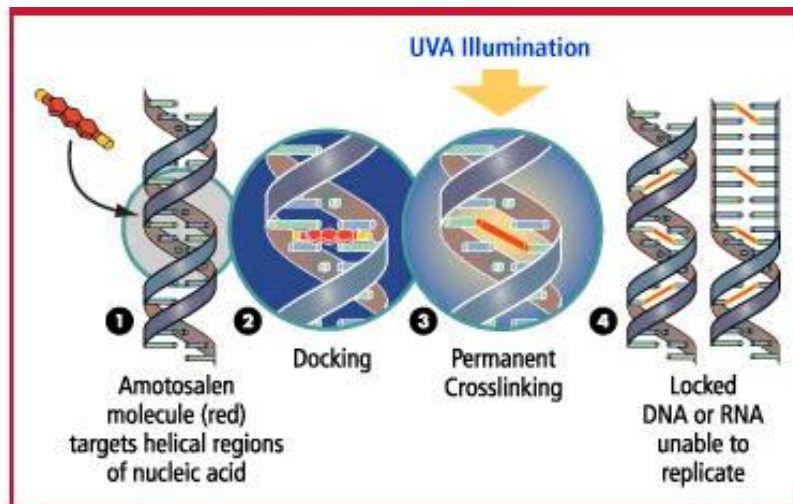 UVA Illumination
1
2
3
4
Amotosalen
molecule (red)
targets helical regions
of nucleic acid
Docking
Permanent
Crosslinking
Locked
DNA or RNA
unable to
replicate